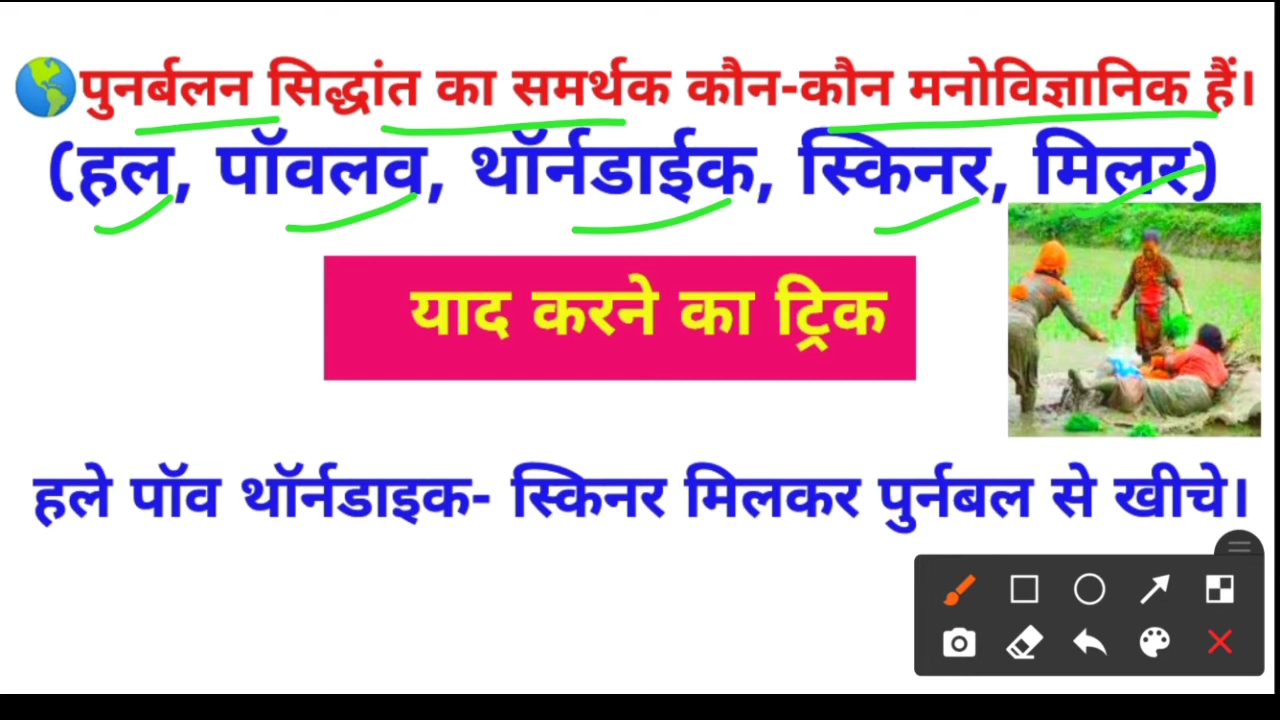 पुनर्बलन सिद्धांत का समर्थक कौन-कौन मनोविज्ञानिक हैं।
(हल, पॉवलव, थॉर्नडाईक, स्किनर, मिलर)
याद करने का ट्रिक
हले पॉव थॉर्नडाइक- स्किनर मिलकर पुर्नबल से खीचे।